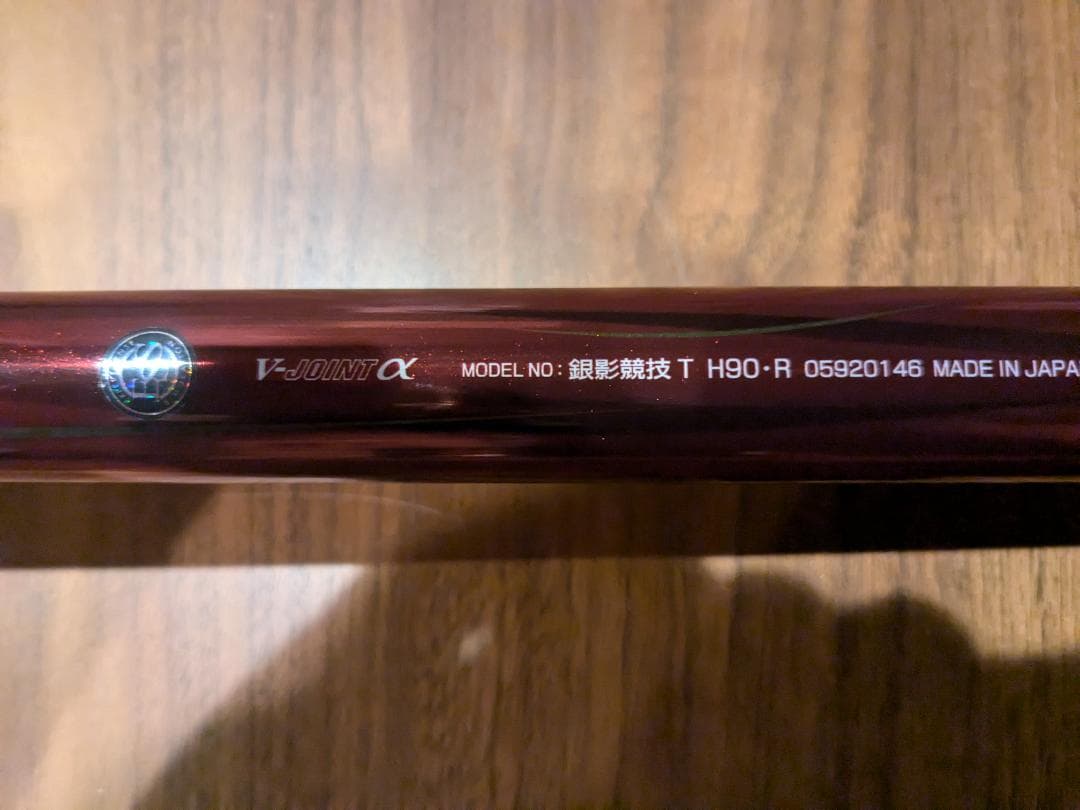 V-JOINT α MODEL NO : 銀影競技 T H90・R 05920146 MADE IN JAPA